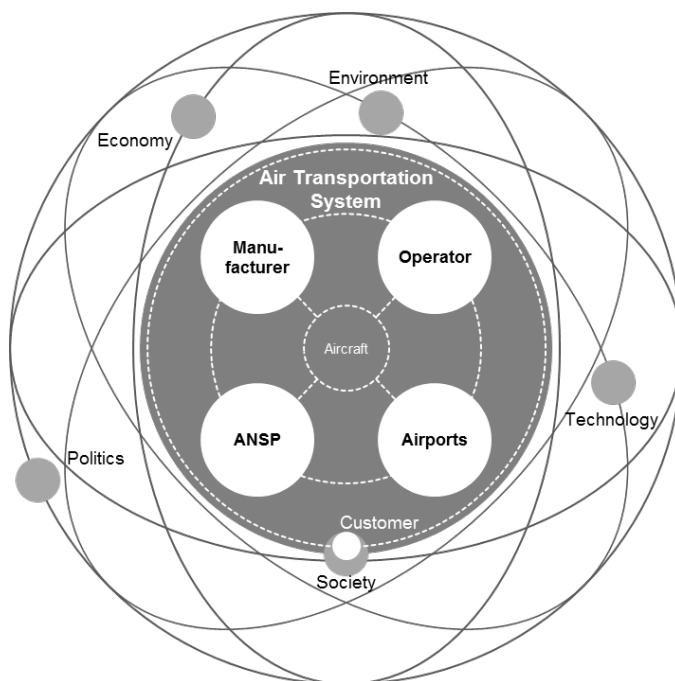 Environment
Economy
Air Transportation
System
Manu-
facturer
Operator
Aircraft
Technology
ANSP
Airports
Politics
Customer
Society